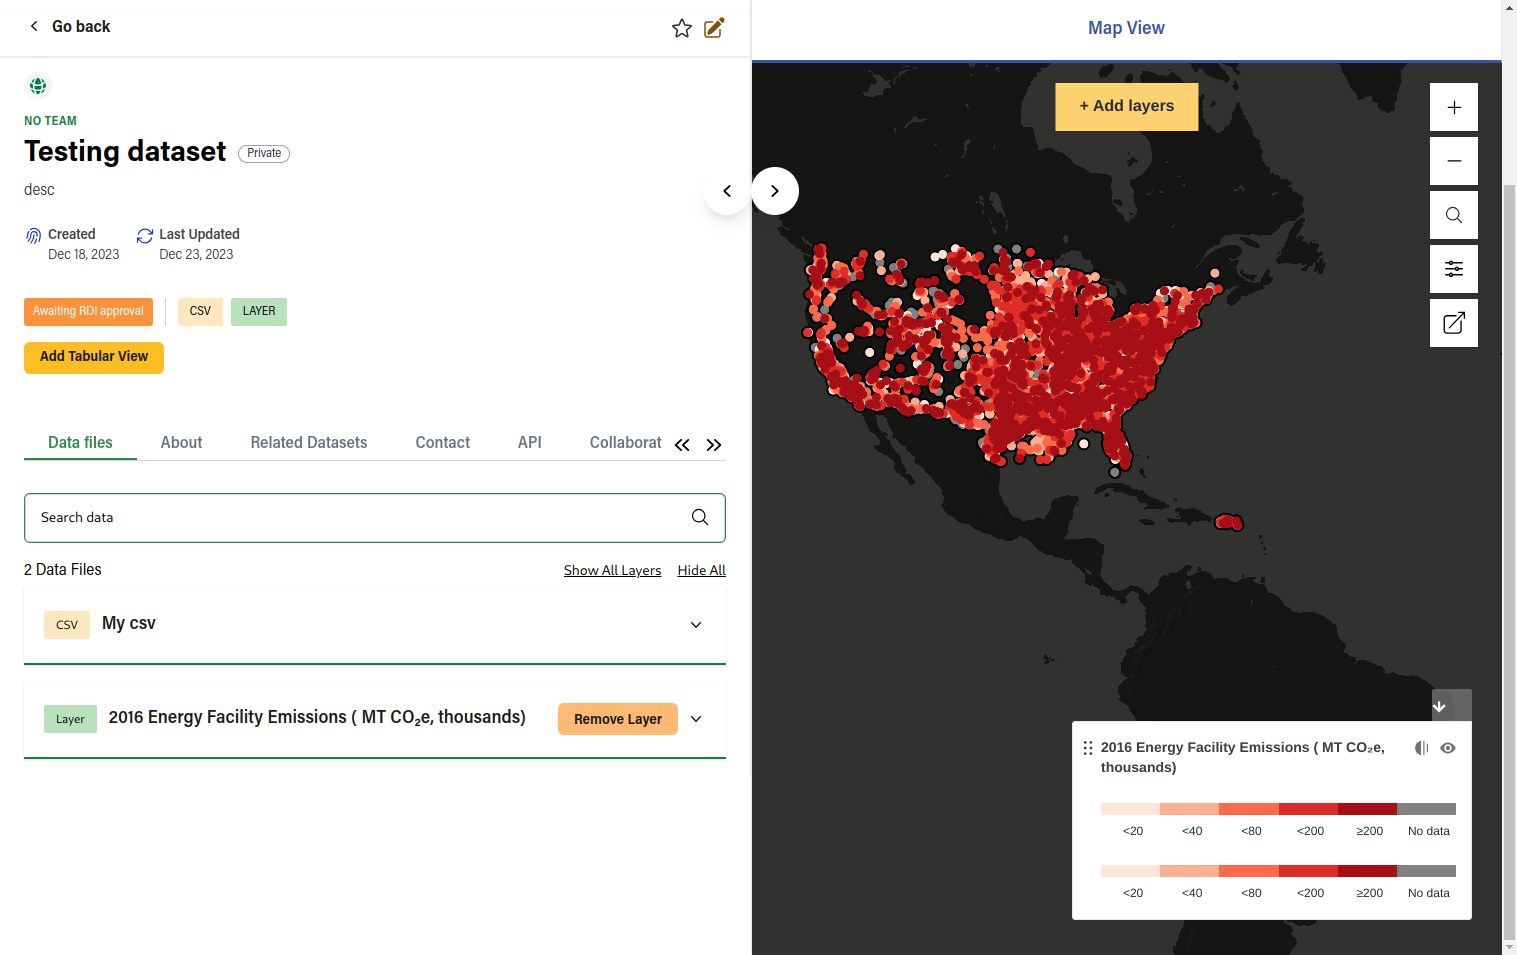 Go back
NO TEAM
Testing dataset
Private
desc
Created
Dec 18, 2023
Last Updated
Dec 23, 2023
Awaiting RDI approval
CSV
LAYER
Add Tabular View
Data files
About
Related Datasets
Contact
API
Collaborat
Search data
2 Data Files
Show All Layers
Hide All
CSV
My csv
Layer
2016 Energy Facility Emissions ( MT CO₂e, thousands)
Remove Layer
Map View
+ Add layers
2016 Energy Facility Emissions ( MT CO₂e,
thousands)
<20 <40 <80 <200 ≥200 No data
<20 <40 <80 <200 ≥200 No data